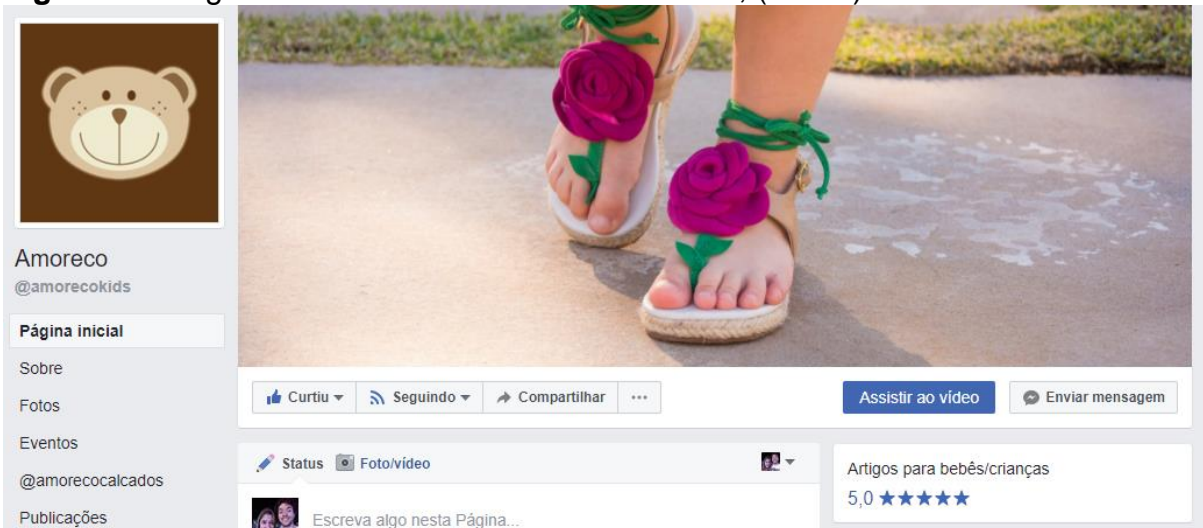 Amoreco
@amorecokids
Página inicial
Sobre
Fotos
Eventos
@amorecocalcados
Publicações
Curtiu
Seguindo
Compartilhar
...
Assistir ao vídeo
Enviar mensagem
Status
Foto/vídeo
Escreva algo nesta Página...
Artigos para bebês/crianças
5,0 ★★★★★